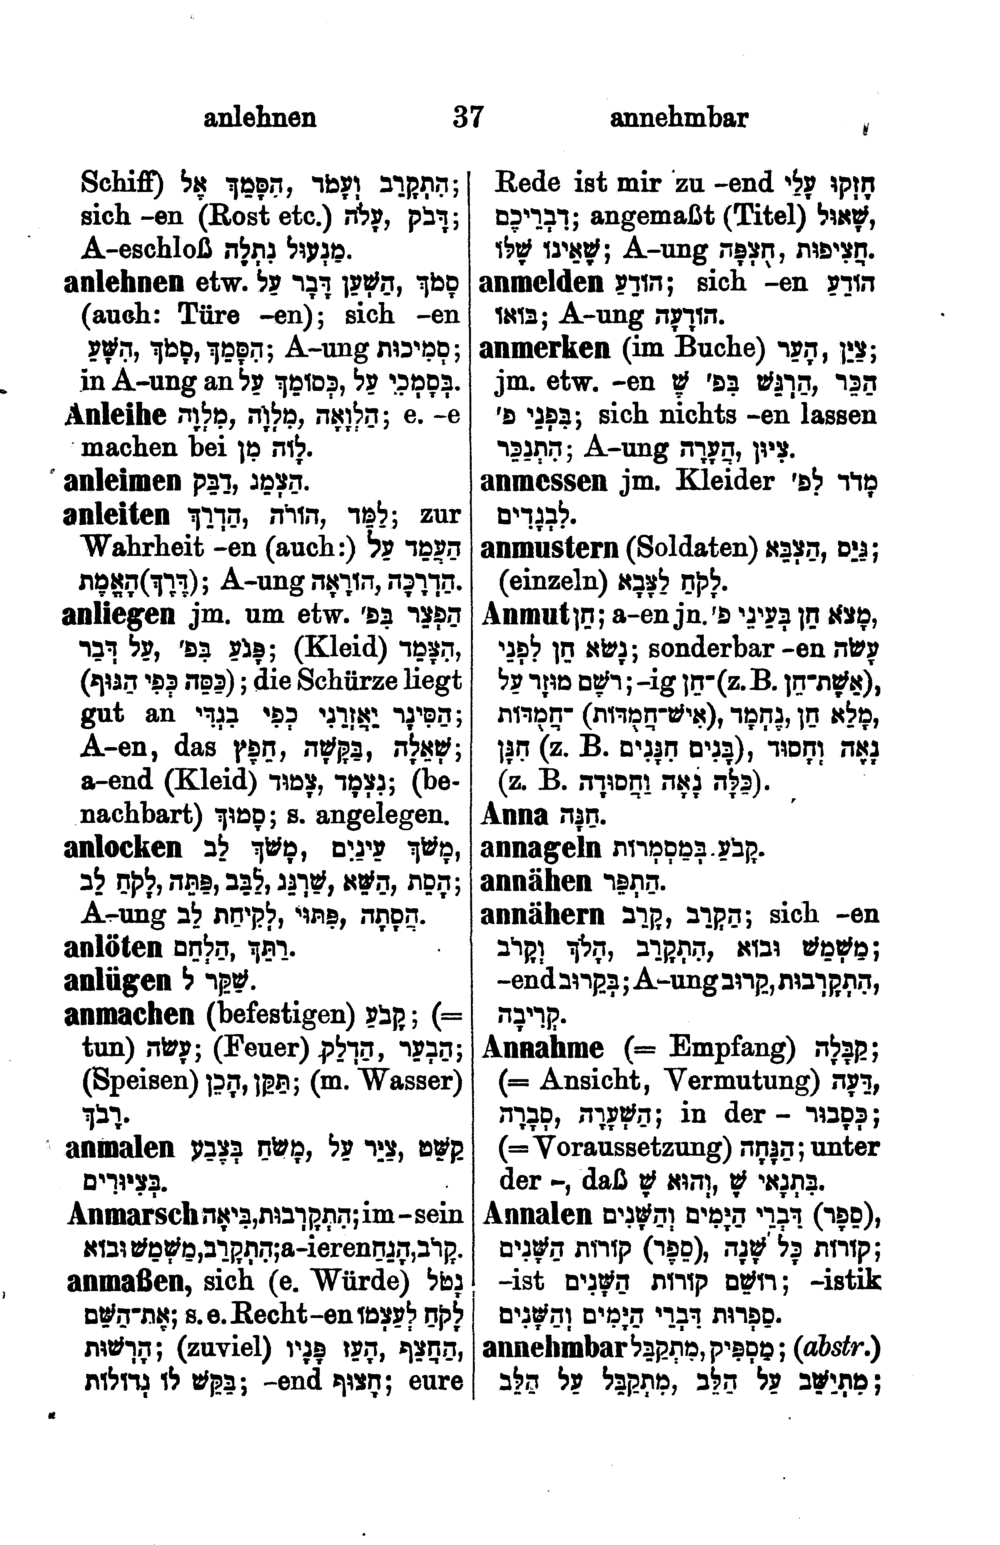 anlehnen 37 annehmbar
Schiff) הִתְקָרֵב וְעָמֹד, הִסָּמֵךְ אֶל;
sich -en (Rost etc.) דָּבֹק, עָלֹה;
A-eschloß מַנְעוּל נִתְלֶה.
anlehnen etw. סָמֹךְ, הַשְׁעֵן דָּבָר עַל
(auch: Türe -en); sich -en
הִסָּמֵךְ, סָמֹךְ, הִשָּׁעֵ; A-ung סְמִיכוּת;
in A-ung an בְּסָמְכִי עַל, כְּסוֹמֵךְ עַל.
Anleihe הַלְוָאָה, מִלְוָה, מִלְוֶה; e. -e
machen bei לָוֹה מִן.
anleimen הַצְמֵג, דַּבֵּק.
anleiten לַמֵּד, הוֹרֹה, הַדְרֵךְ; zur
Wahrheit -en (auch:) הַעֲמֵד עַל
(דֶּרֶךְ) הָאֱמֶת; A-ung הַדְרָכָה, הוֹרָאָה.
anliegen jm. um etw. הַפְצֵר בְּפ'
עַל דְּבַר, פָּגֹעַ בְּפ'; (Kleid) הִצָּמֵד,
(כַּסֵּה כְּפִי הַגּוּף); die Schürze liegt
gut an הַסִּינָר יַאַזְרֵנִי כְּפִי בִגְדִּי;
A-en, das שְׁאֵלָה, בַּקָּשָׁה, חֵפֶץ;
a-end (Kleid) נִצְמָד, צָמוּד; (be-
nachbart) סָמוּךְ; s. angelegen.
anlocken מָשֹׁךְ לֵב, מָשֹׁךְ עֵינַיִם,
הָסֵת, הַשֵּׁא, שַׁרְגֵּג, לַבֵּב, פַּתֵּה, לָקֹחַ לֵב;
A-ung הֲסָתָה, פִּתּוּי, לְקִיחַת לֵב.
anlöten רַתֵּךְ, הַלְחֵם.
anlügen שַׁקֵּר לְ.
anmachen (befestigen) קָבֹעַ; (=
tun) עָשֹׂה; (Feuer) הַבְעֵר, הַדְלֵק;
(Speisen) תַּקֵּן, הָכֵן; (m. Wasser)
רָבֹךְ.
anmalen קַשֵּׁט, צַיֵּר עַל, מָשֹׁחַ בְּצֶבַע
בְּצִיּוּרִים.
Anmarsch הִתְקָרְבוּת, בִּיאָה; im-sein
קָרֹב, הִתְקָרֵב, מַשְׁמֵשׁ וּבוֹא; a-ieren קָרֹב, הַנַּח.
anmaßen, sich (e. Würde) נָטֹל
לָקֹחַ לְעַצְמוֹ אֶת־הַשֵּׁם; s. e. Recht-en
הָרְשׁוּת; (zuviel) הַחֲצֵף, הָעֵז פָּנָיו,
בַּקֵּשׁ לוֹ גְדוֹלוֹת; -end חָצוּף; eure
Rede ist mir zu -end חָזְקוּ עָלַי
דִּבְרֵיכֶם; angemaßt (Titel) שָׁאוּל,
שֶׁאֵינוֹ שֶׁלּוֹ; A-ung חֲצִיפוּת, חֻצְפָּה.
anmelden הוֹדֵעַ; sich -en הוֹדֵעַ
בּוֹאוֹ; A-ung הוֹדָעָה.
anmerken (im Buche) צַיֵּן, הָעֵר;
jm. etw. -en הַכֵּר, הַרְגֵּשׁ בְּפ' שֶׁ
בִּפְנֵי פ'; sich nichts -en lassen
הִתְנַכֵּר; A-ung צִיּוּן, הֶעָרָה.
anmessen jm. Kleider מָדֹד לְפ'
לִבְגָדִים.
anmustern (Soldaten) גַּיֵּס, הַצְבֵּא;
(einzeln) לָקֹחַ לַצָּבָא.
Anmut חֵן; a-en jn. מָצֹא חֵן בְּעֵינֵי פ',
נָשֹׂא חֵן לִפְנֵי; sonderbar -en עָשֹׂה
רֹשֶׁם מוּזָר עַל; -ig חֵן-(z. B. אֵשֶׁת־חֵן),
-חֲמֻדוֹת (אִישׁ־חֲמֻדוֹת), מָלֵא חֵן, נֶחְמָד,
נָאֶה וְחָסוּד, חִנָּן (z. B. בָּנִים חִנָּנִים)
(z. B. כַּלָּה נָאָה וַחֲסוּדָה).
Anna חַנָּה.
annageln קָבֹעַ בְּמַסְמְרוֹת.
annähen הַתְפֵּר.
annähern קָרֵב, הַקְרֵב; sich -en
מַשְׁמֵשׁ וּבוֹא, הִתְקָרֵב, הָלֹךְ וְקָרֹב;
-end בְּקֵרוּב; A-ung הִתְקָרְבוּת, קֵרוּב,
קְרִיבָה.
Annahme (= Empfang) קַבָּלָה;
(= Ansicht, Vermutung) דֵּעָה,
הַשְׁעָרָה, סְבָרָה; in der - כְּסָבוּר;
(= Voraussetzung) הַנָּחָה; unter
der -, daß בִּתְנַאי שֶׁ, וְהוּא שֶׁ.
Annalen (סֵפֶר) דִּבְרֵי הַיָּמִים וְהַשָּׁנִים,
קוֹרוֹת כָּל שָׁנָה, (סֵפֶר) קוֹרוֹת הַשָּׁנִים;
-ist רוֹשֵׁם קוֹרוֹת הַשָּׁנִים; -istik
סִפְרוּת דִּבְרֵי הַיָּמִים וְהַשָּׁנִים.
annehmbar מַסְפִּיק, מִתְקַבֵּל; (abstr.)
מִתְיַשֵּׁב עַל הַלֵּב, מִתְקַבֵּל עַל הַלֵּב;